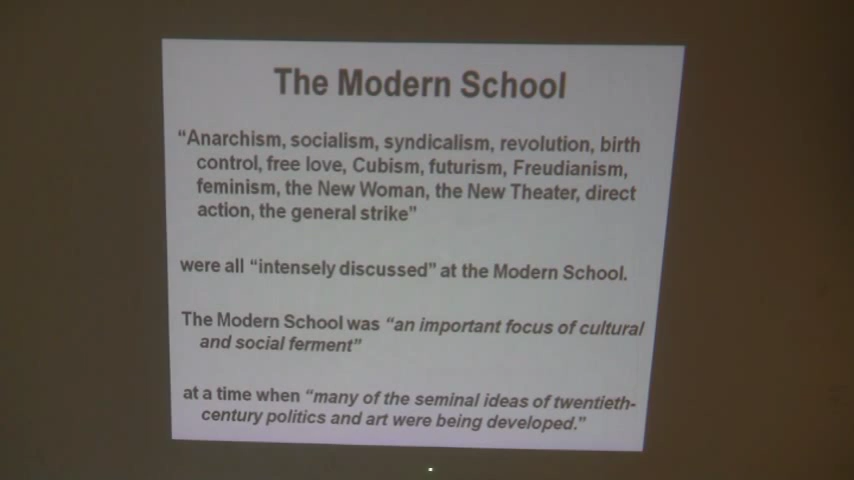 The Modern School
“Anarchism, socialism, syndicalism, revolution, birth
control, free love, Cubism, futurism, Freudianism,
feminism, the New Woman, the New Theater, direct
action, the general strike”
were all “intensely discussed” at the Modern School.
The Modern School was “an important focus of cultural
and social ferment”
at a time when “many of the seminal ideas of twentieth-
century politics and art were being developed.”